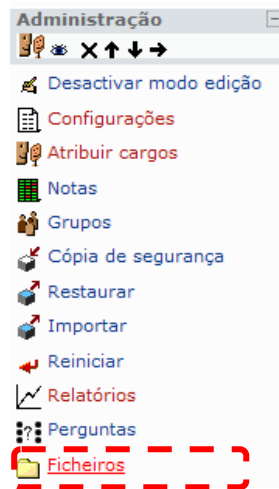 Administração
Desactivar modo edição
Configurações
Atribuir cargos
Notas
Grupos
Cópia de segurança
Restaurar
Importar
Reiniciar
Relatórios
Perguntas
Ficheiros